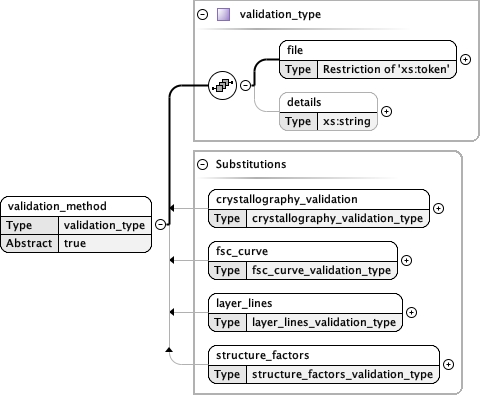 validation_type
file
Type Restriction of 'xs:token'
details
Type xs:string
Substitutions
crystallography_validation
Type crystallography_validation_type
validation_method
Type validation_type
Abstract true
fsc_curve
Type fsc_curve_validation_type
layer_lines
Type layer_lines_validation_type
structure_factors
Type structure_factors_validation_type